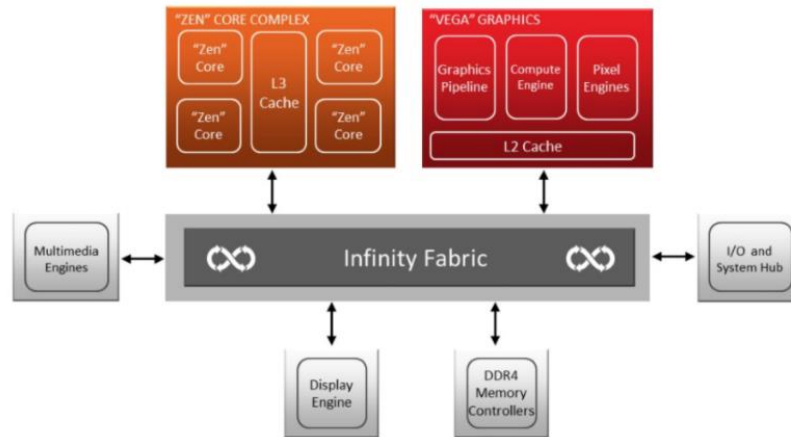 "ZEN" CORE COMPLEX
"Zen"
Core
"Zen"
Core
L3
Cache
"Zen"
Core
"Zen"
Core
"VEGA" GRAPHICS
Graphics
Pipeline
Compute
Engine
Pixel
Engines
L2 Cache
Multimedia
Engines
Infinity Fabric
I/O and
System Hub
Display
Engine
DDR4
Memory
Controllers